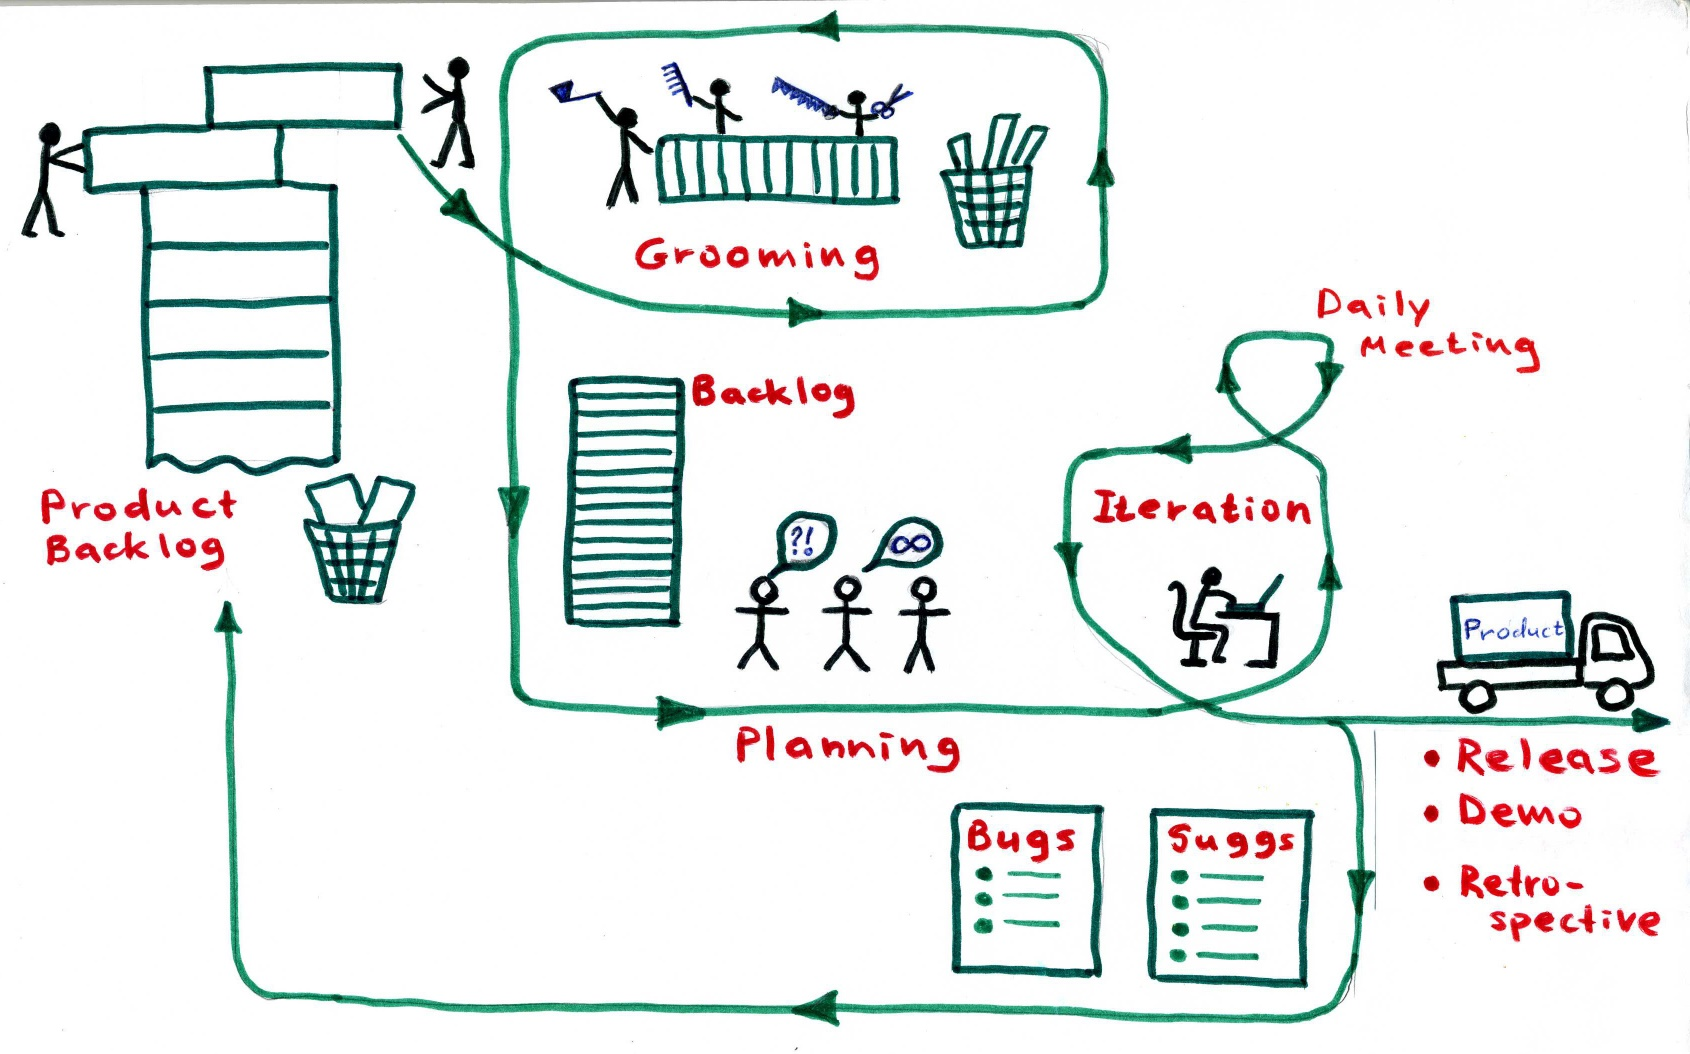 Grooming
Daily
Meeting
Backlog
Product
Backlog
Iteration
?!
∞
Product
Planning
• Release
• Demo
• Retro-
spective
Bugs
Suggs